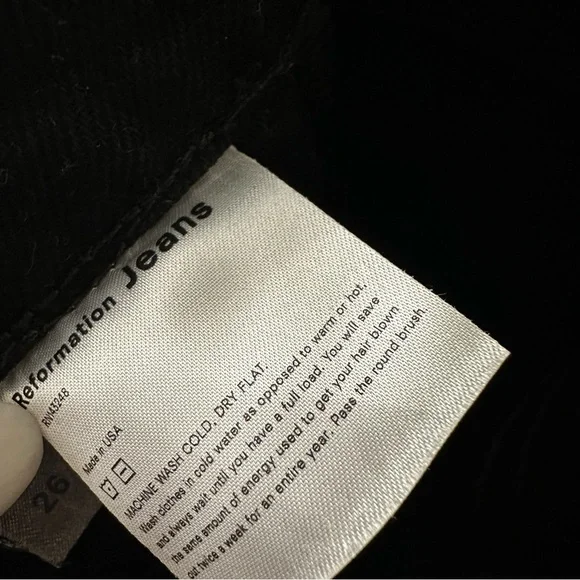 Reformation Jeans
RN143248
Made in USA
MACHINE WASH COLD, DRY FLAT.
Wash clothes in cold water as opposed to warm or hot,
and always wait until you have a full load. You will save
the same amount of energy used to get your hair blown
out twice a week for an entire year. Pass the round brush.
26